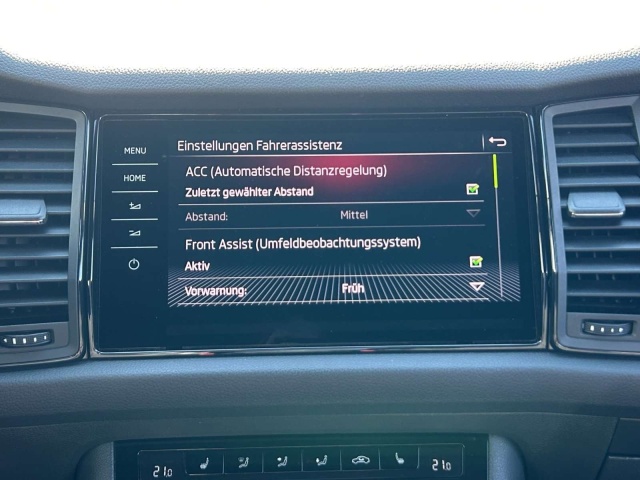 MENU
HOME
Einstellungen Fahrerassistenz
ACC (Automatische Distanzregelung)
Zuletzt gewählter Abstand
Abstand: Mittel
Front Assist (Umfeldbeobachtungssystem)
Aktiv
Vorwarnung: Früh
21.0 21.0